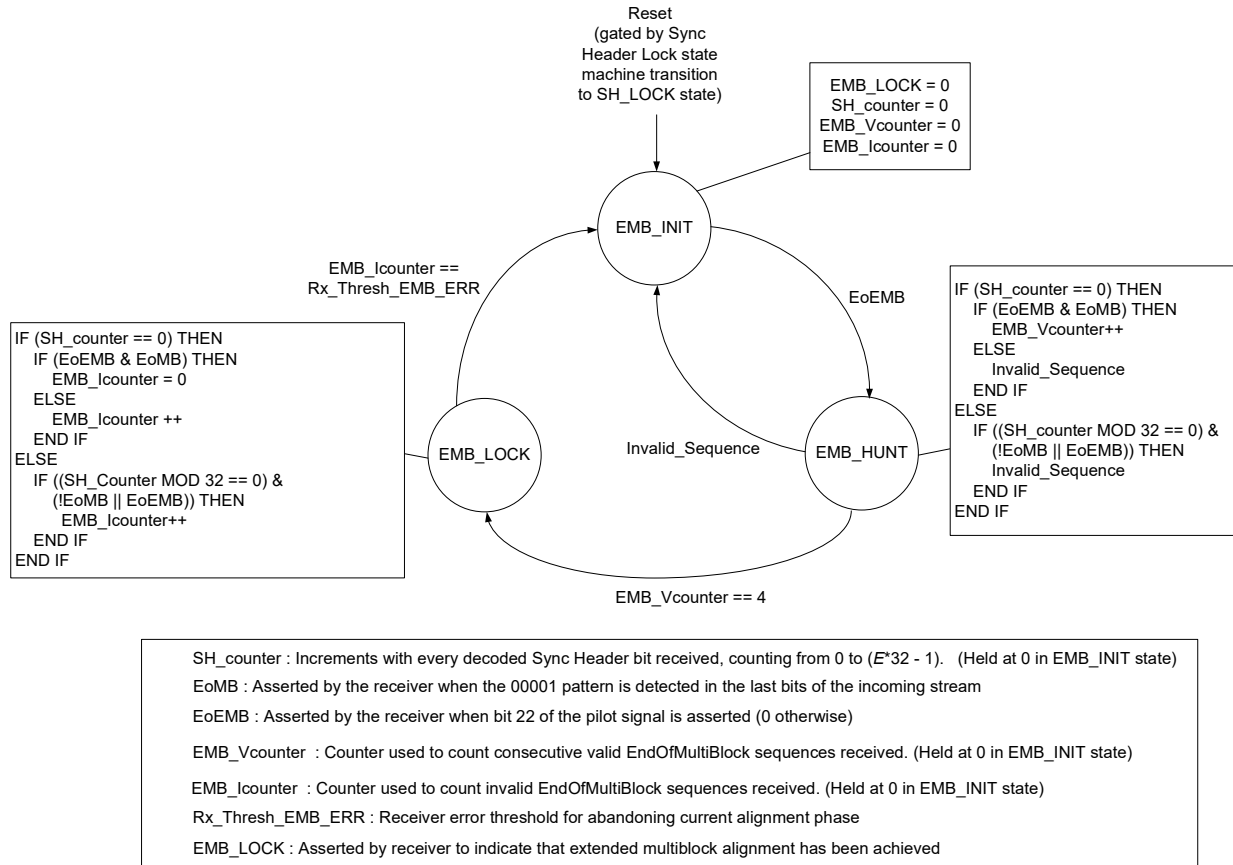 Reset
(gated by Sync
Header Lock state
machine transition
to SH_LOCK state)
EMB_LOCK = 0
SH_counter = 0
EMB_Vcounter = 0
EMB_Icounter = 0
EMB_INIT
EMB_Icounter ==
Rx_Thresh_EMB_ERR
EoEMB
IF (SH_counter == 0) THEN
IF (EoEMB & EoMB) THEN
EMB_Vcounter++
ELSE
Invalid_Sequence
END IF
ELSE
IF ((SH_counter MOD 32 == 0) &
(!EoMB || EoEMB)) THEN
Invalid_Sequence
END IF
END IF
IF (SH_counter == 0) THEN
IF (EoEMB & EoMB) THEN
EMB_Icounter = 0
ELSE
EMB_Icounter ++
END IF
ELSE
IF ((SH_Counter MOD 32 == 0) &
(!EoMB || EoEMB)) THEN
EMB_Icounter++
END IF
END IF
EMB_LOCK
Invalid_Sequence
EMB_HUNT
EMB_Vcounter == 4
SH_counter : Increments with every decoded Sync Header bit received, counting from 0 to (E*32 - 1). (Held at 0 in EMB_INIT state)
EoMB : Asserted by the receiver when the 00001 pattern is detected in the last bits of the incoming stream
EoEMB : Asserted by the receiver when bit 22 of the pilot signal is asserted (0 otherwise)
EMB_Vcounter : Counter used to count consecutive valid EndOfMultiBlock sequences received. (Held at 0 in EMB_INIT state)
EMB_Icounter : Counter used to count invalid EndOfMultiBlock sequences received. (Held at 0 in EMB_INIT state)
Rx_Thresh_EMB_ERR : Receiver error threshold for abandoning current alignment phase
EMB_LOCK : Asserted by receiver to indicate that extended multiblock alignment has been achieved